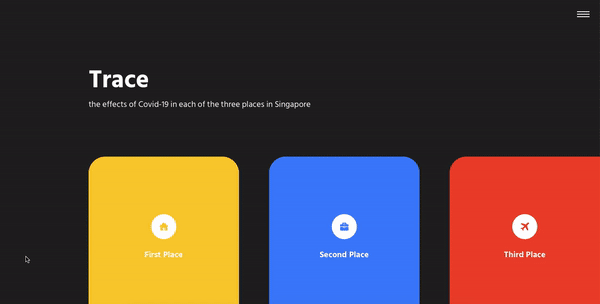 Trace
the effects of Covid-19 in each of the three places in Singapore
First Place
Second Place
Third Place